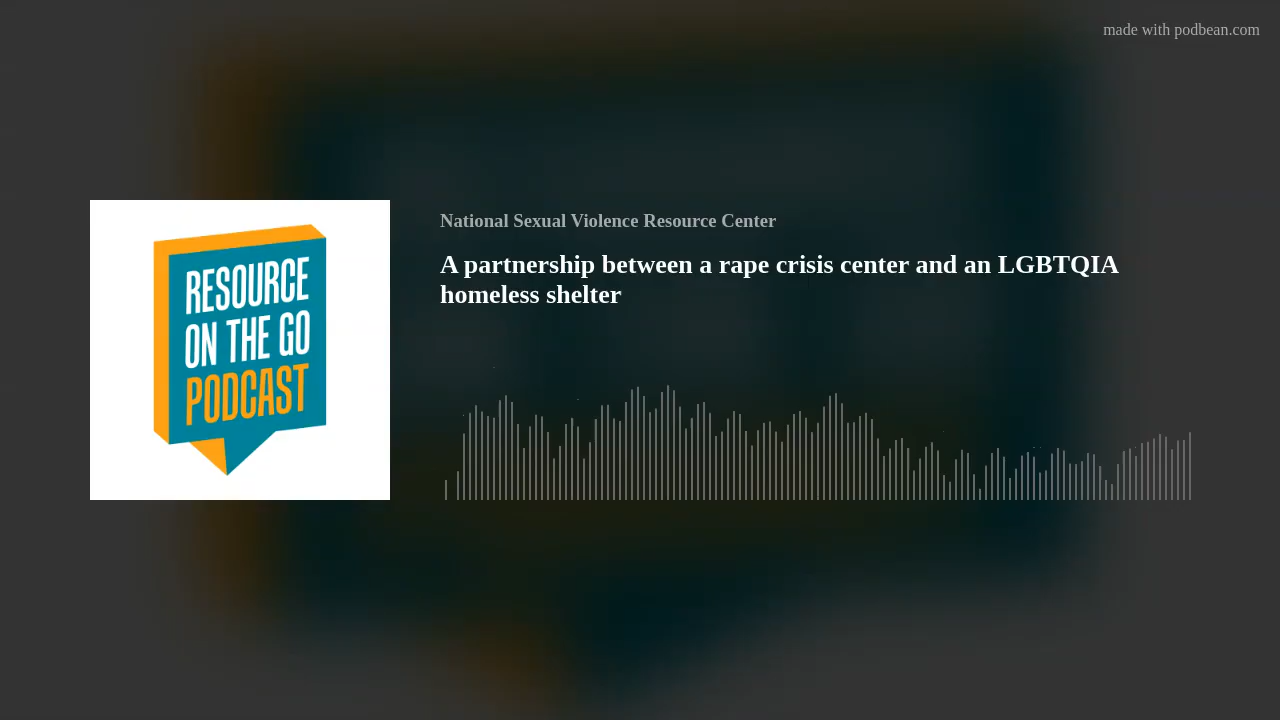 made with podbean.com
RESOURCE
ON THE GO
PODCAST
National Sexual Violence Resource Center
A partnership between a rape crisis center and an LGBTQIA
homeless shelter